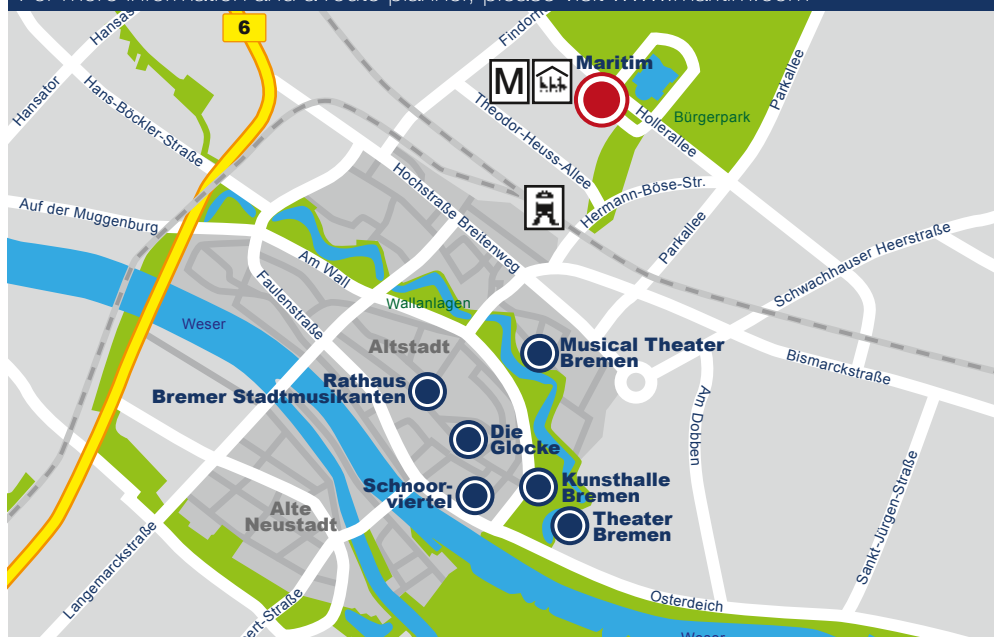 6
Hansator
Hans-Böckler-Straße
Findorff
Maritim
M
Theodor-Heuss-Allee
Hollerallee
Bürgerpark
Parkallee
Hermann-Böse-Str.
Hochstraße Breitenweg
Auf der Muggenburg
Am Wall
Faulenstraße
Wallanlagen
Parkallee
Schwachhauser Heerstraße
Weser
Altstadt
Musical Theater
Bremen
Bismarckstraße
Rathaus
Bremer Stadtmusikanten
Die
Glocke
Am Dobben
Schnoor-
viertel
Kunsthalle
Bremen
Alte
Neustadt
Theater
Bremen
Sankt-Jürgen-Straße
Langemarckstraße
Osterdeich
Weser